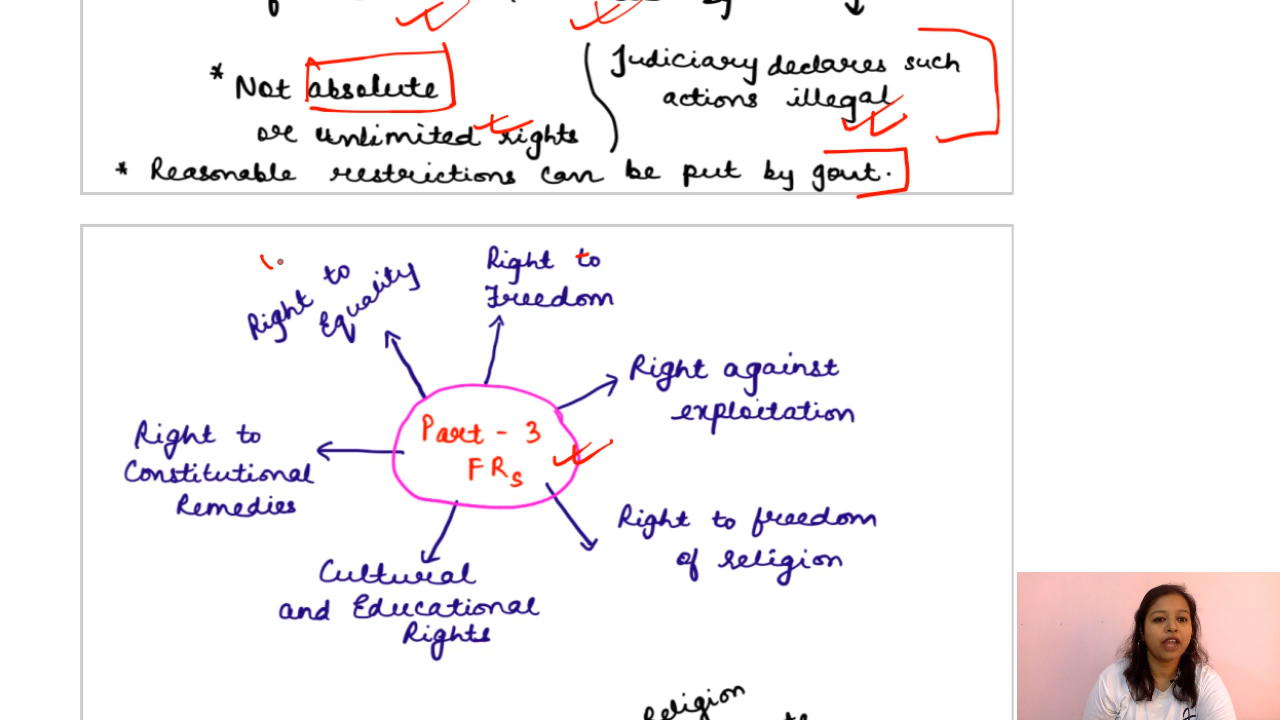 * Not absolute
or unlimited rights
Judiciary declares such
actions illegal
* Reasonable restrictions can be put by govt.
Right to
Equality
Right to
Freedom
Right against
exploitation
Part - 3
FRs
Right to
Constitutional
Remedies
Right to freedom
of religion
Cultural
and Educational
Rights
Religion